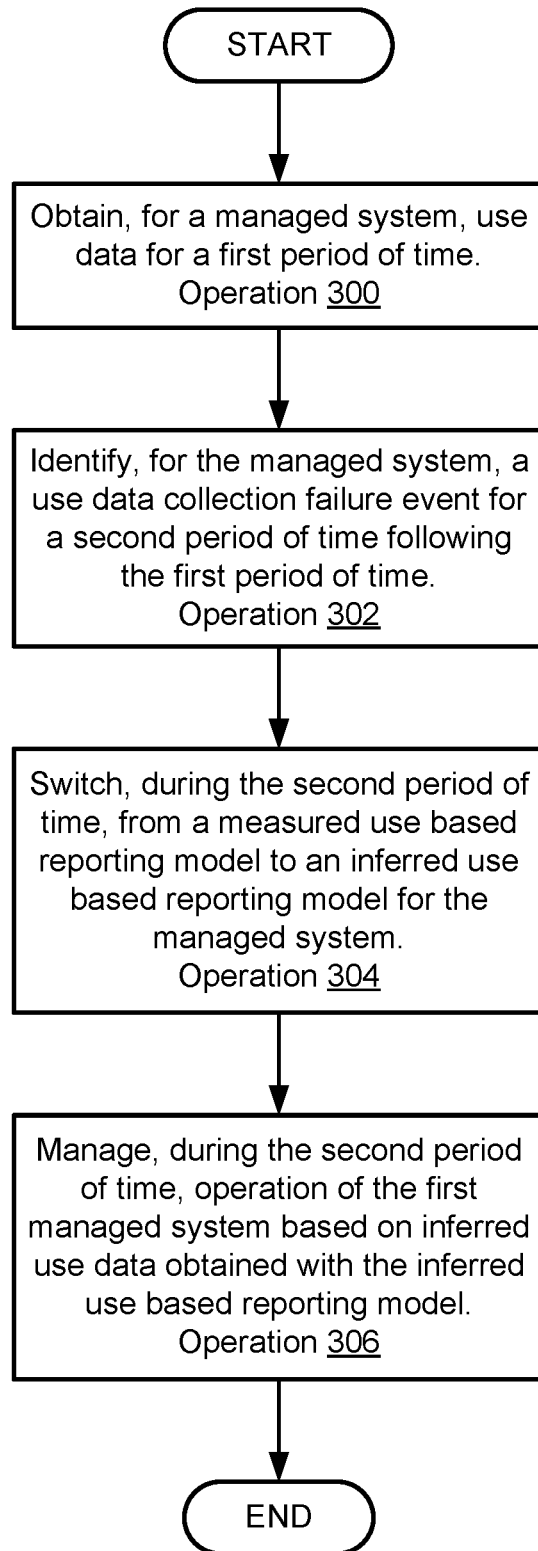 START
Obtain, for a managed system, use
data for a first period of time.
Operation 300
Identify, for the managed system, a
use data collection failure event for
a second period of time following
the first period of time.
Operation 302
Switch, during the second period of
time, from a measured use based
reporting model to an inferred use
based reporting model for the
managed system.
Operation 304
Manage, during the second period
of time, operation of the first
managed system based on inferred
use data obtained with the inferred
use based reporting model.
Operation 306
END